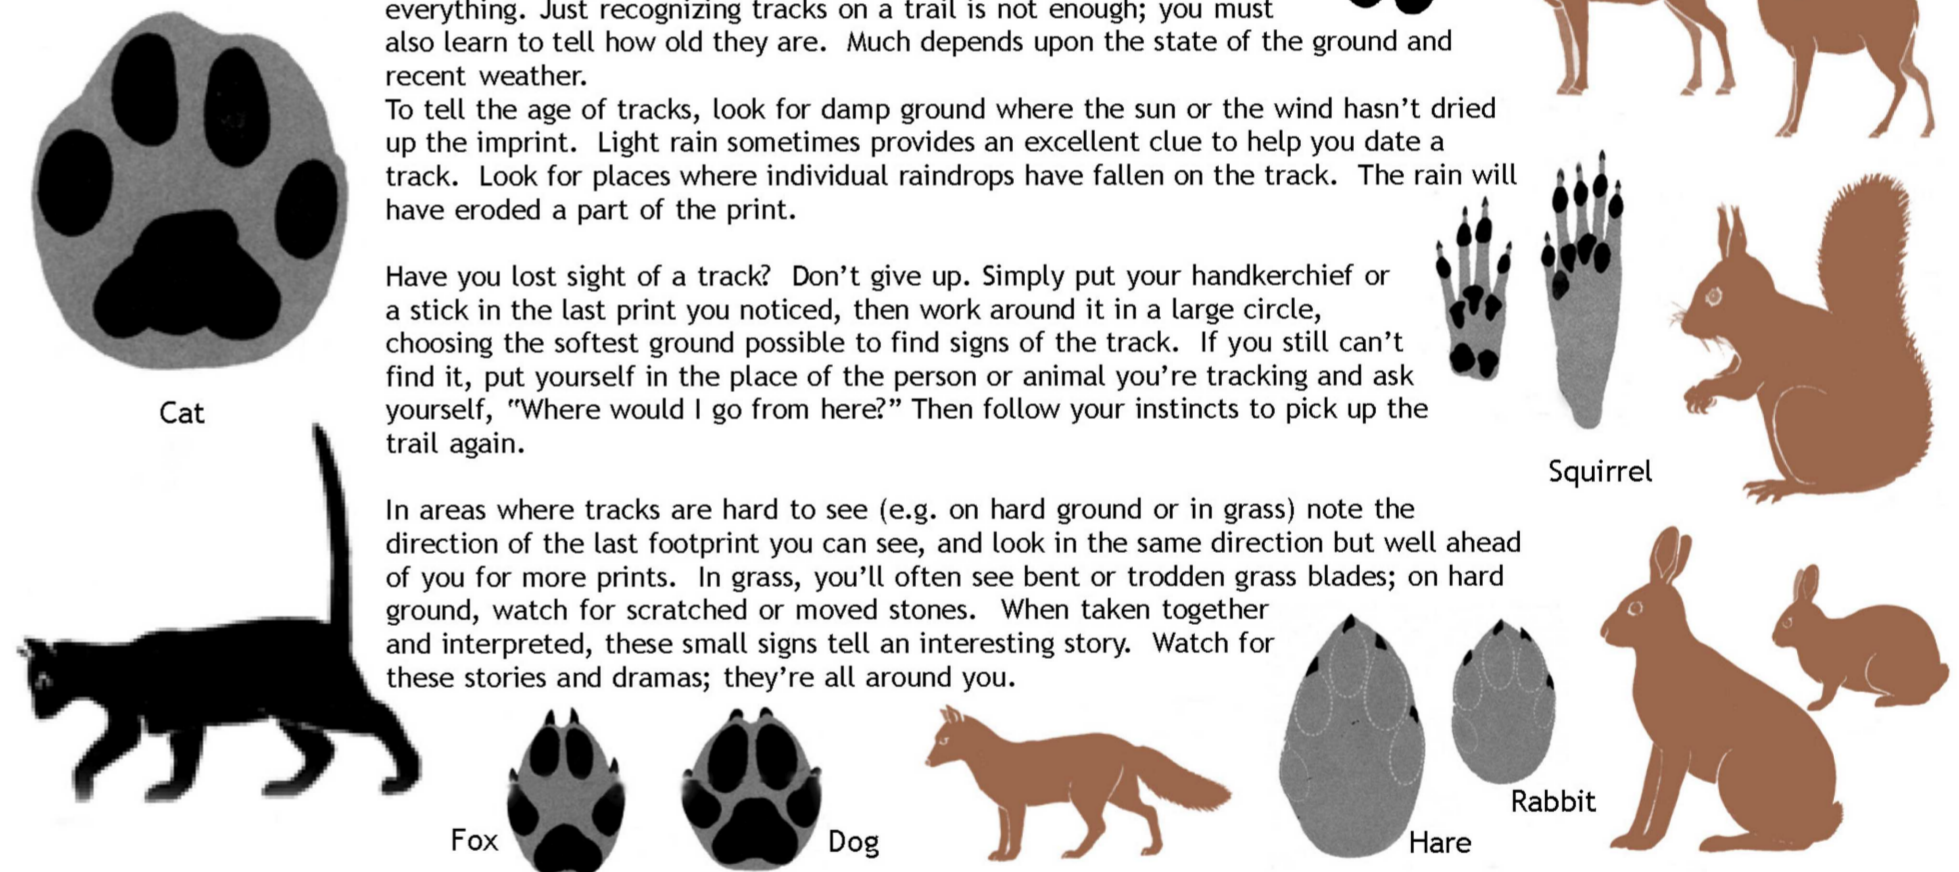 everything. Just recognizing tracks on a trail is not enough; you must
also learn to tell how old they are.  Much depends upon the state of the ground and
recent weather.
To tell the age of tracks, look for damp ground where the sun or the wind hasn't dried
up the imprint.  Light rain sometimes provides an excellent clue to help you date a
track.  Look for places where individual raindrops have fallen on the track.  The rain will
have eroded a part of the print.
Have you lost sight of a track?  Don't give up. Simply put your handkerchief or
a stick in the last print you noticed, then work around it in a large circle,
choosing the softest ground possible to find signs of the track.  If you still can't
find it, put yourself in the place of the person or animal you're tracking and ask
yourself, "Where would I go from here?" Then follow your instincts to pick up the
trail again.
In areas where tracks are hard to see (e.g. on hard ground or in grass) note the
direction of the last footprint you can see, and look in the same direction but well ahead
of you for more prints.  In grass, you'll often see bent or trodden grass blades; on hard
ground, watch for scratched or moved stones.  When taken together
and interpreted, these small signs tell an interesting story.  Watch for
these stories and dramas; they're all around you.
Cat
Squirrel
Rabbit
Fox
Dog
Hare